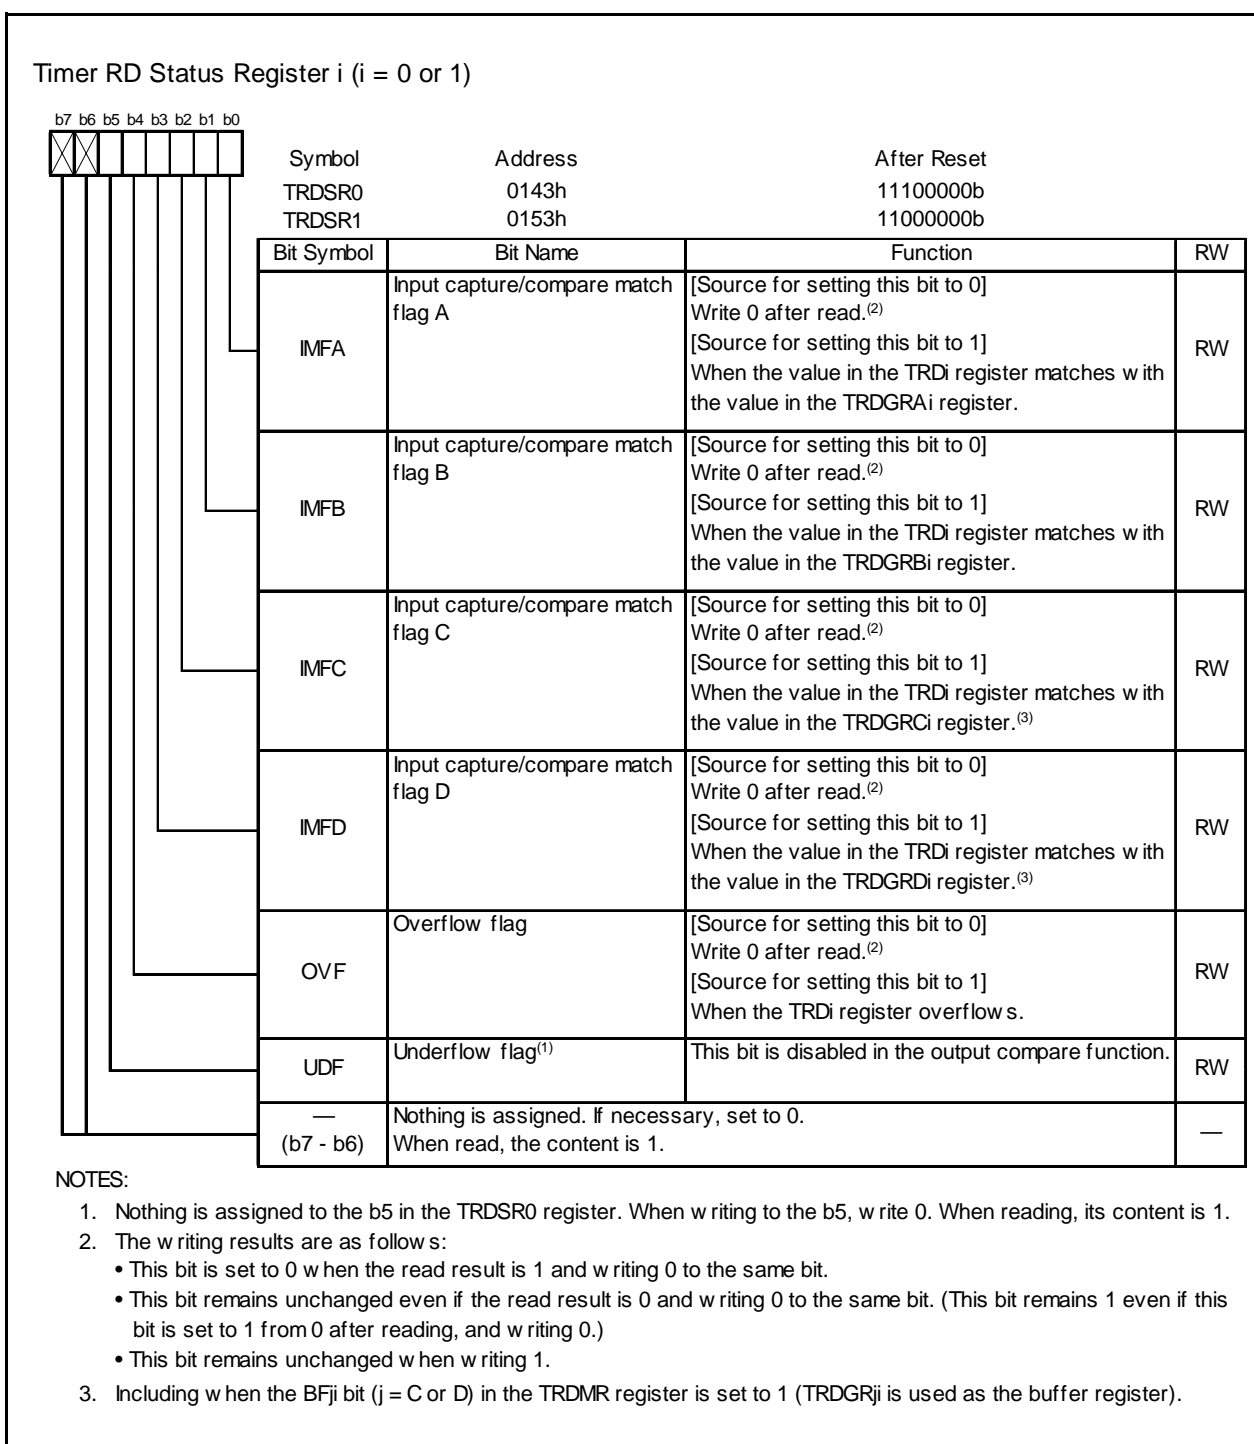 Timer RD Status Register i (i = 0 or 1)
b7 b6 b5 b4 b3 b2 b1 b0
Symbol Address After Reset
TRDSR0 0143h 11100000b
TRDSR1 0153h 11000000b
Bit Symbol Bit Name Function RW
IMFA Input capture/compare match flag A [Source for setting this bit to 0]
Write 0 after read.(2)
[Source for setting this bit to 1]
When the value in the TRDi register matches with
the value in the TRDGRAi register. RW
IMFB Input capture/compare match flag B [Source for setting this bit to 0]
Write 0 after read.(2)
[Source for setting this bit to 1]
When the value in the TRDi register matches with
the value in the TRDGRBi register. RW
IMFC Input capture/compare match flag C [Source for setting this bit to 0]
Write 0 after read.(2)
[Source for setting this bit to 1]
When the value in the TRDi register matches with
the value in the TRDGRCi register.(3) RW
IMFD Input capture/compare match flag D [Source for setting this bit to 0]
Write 0 after read.(2)
[Source for setting this bit to 1]
When the value in the TRDi register matches with
the value in the TRDGRDi register.(3) RW
OVF Overflow flag [Source for setting this bit to 0]
Write 0 after read.(2)
[Source for setting this bit to 1]
When the TRDi register overflows. RW
UDF Underflow flag(1) This bit is disabled in the output compare function. RW
—
(b7 - b6) Nothing is assigned. If necessary, set to 0.
When read, the content is 1. —
NOTES:
1. Nothing is assigned to the b5 in the TRDSR0 register. When writing to the b5, write 0. When reading, its content is 1.
2. The writing results are as follows:
• This bit is set to 0 when the read result is 1 and writing 0 to the same bit.
• This bit remains unchanged even if the read result is 0 and writing 0 to the same bit. (This bit remains 1 even if this
bit is set to 1 from 0 after reading, and writing 0.)
• This bit remains unchanged when writing 1.
3. Including when the BFji bit (j = C or D) in the TRDMR register is set to 1 (TRDGRji is used as the buffer register).